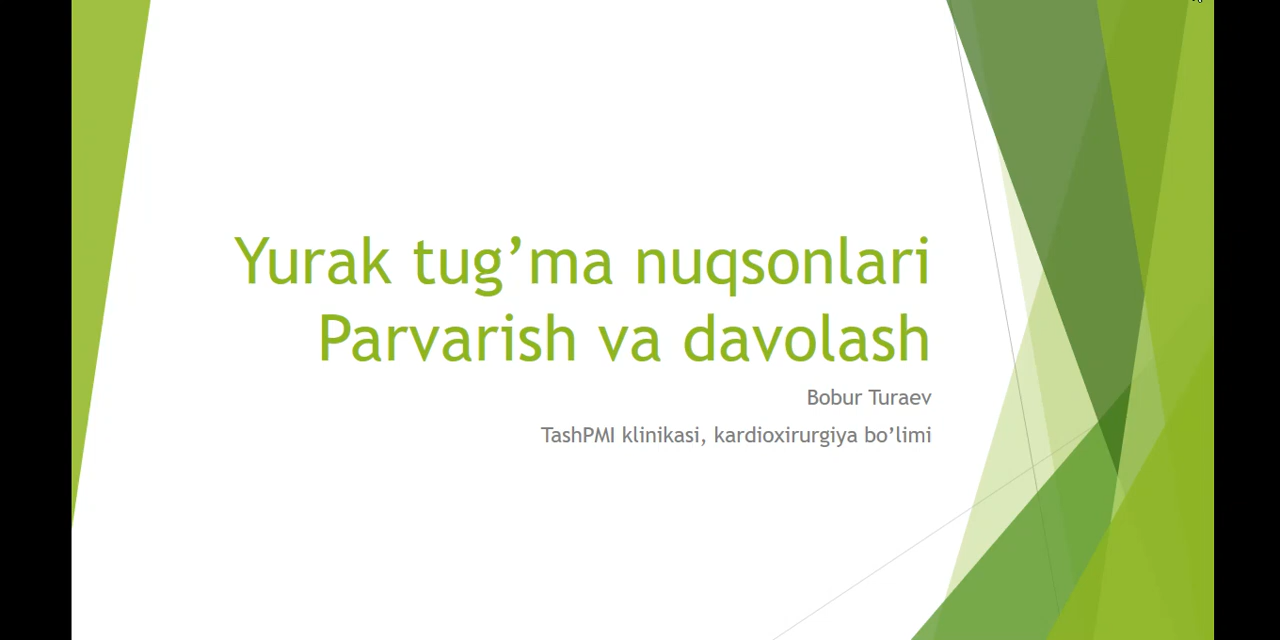 Yurak tug’ma nuqsonlari
Parvarish va davolash
Bobur Turaev
TashPMI klinikasi, kardioxirurgiya bo’limi